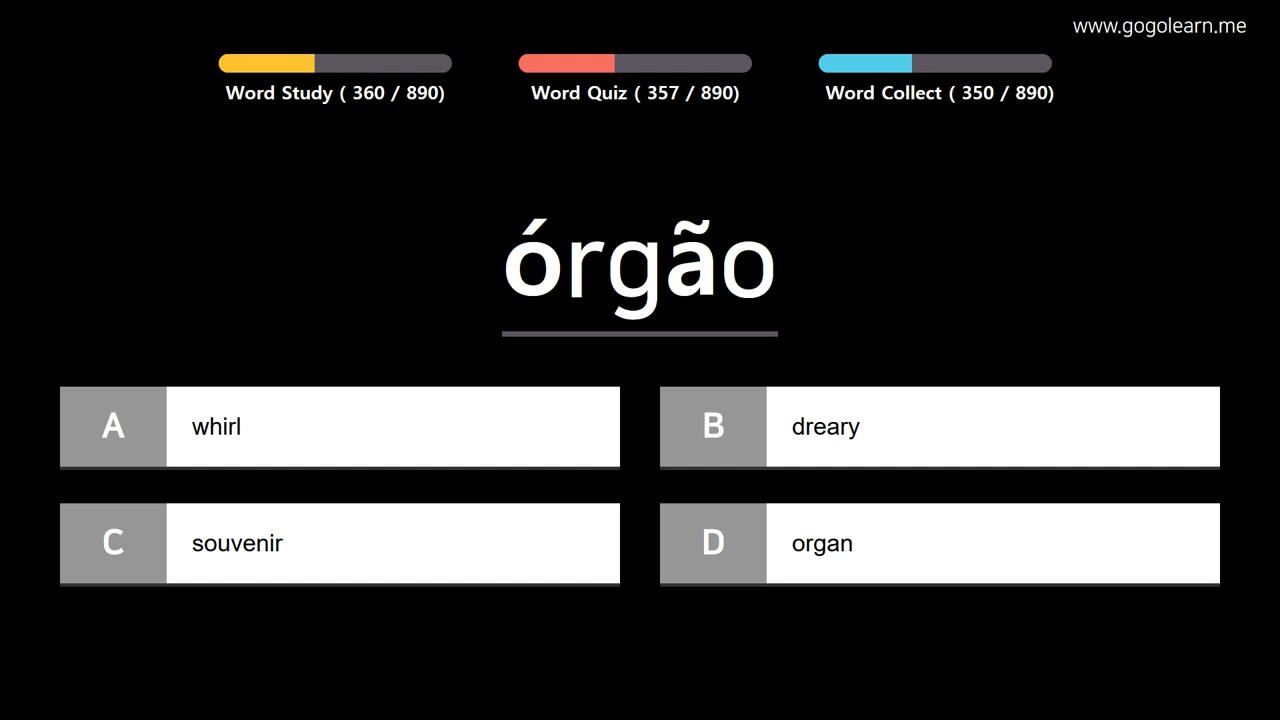 www.gogolearn.me
Word Study ( 360 / 890)
Word Quiz ( 357 / 890)
Word Collect ( 350 / 890)
órgão
A whirl
B dreary
C souvenir
D organ